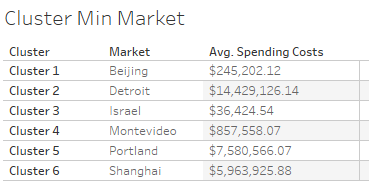 Cluster Min Market
Cluster Market Avg. Spending Costs
Cluster 1 Beijing $245,202.12
Cluster 2 Detroit $14,429,126.14
Cluster 3 Israel $36,424.54
Cluster 4 Montevideo $857,558.07
Cluster 5 Portland $7,580,566.07
Cluster 6 Shanghai $5,963,925.88